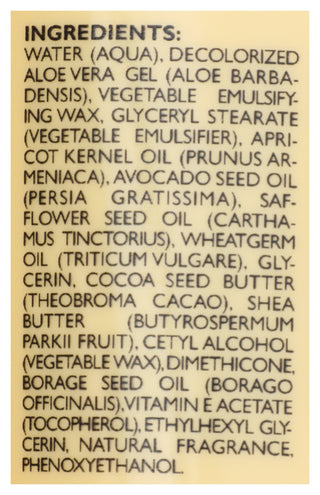 INGREDIENTS:
WATER (AQUA), DECOLORIZED
ALOE VERA GEL (ALOE BARBA-
DENSIS), VEGETABLE EMULSIFY-
ING WAX, GLYCERYL STEARATE
(VEGETABLE EMULSIFIER), APRI-
COT KERNEL OIL (PRUNUS AR-
MENIACA), AVOCADO SEED OIL
(PERSIA GRATISSIMA), SAF-
FLOWER SEED OIL (CARTHA-
MUS TINCTORIUS), WHEATGERM
OIL (TRITICUM VULGARE), GLY-
CERIN, COCOA SEED BUTTER
(THEOBROMA CACAO), SHEA
BUTTER (BUTYROSPERMUM
PARKII FRUIT), CETYL ALCOHOL
(VEGETABLE WAX), DIMETHICONE,
BORAGE SEED OIL (BORAGO
OFFICINALIS), VITAMIN E ACETATE
(TOCOPHEROL), ETHYLHEXYL GLY-
CERIN, NATURAL FRAGRANCE,
PHENOXYETHANOL.